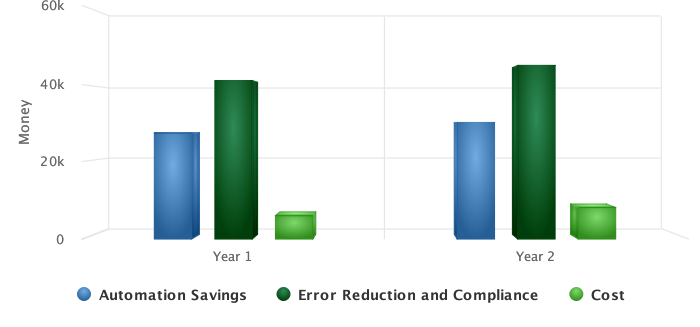 60k
40k
20k
0
Money
Year 1
Year 2
Automation Savings
Error Reduction and Compliance
Cost